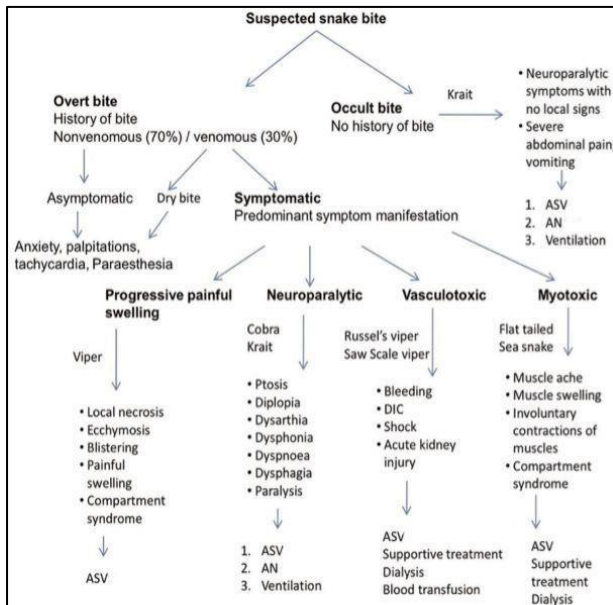 Suspected snake bite
Overt bite
History of bite
Nonvenomous (70%) / venomous (30%)
Occult bite
No history of bite
Krait
• Neuroparalytic
symptoms with
no local signs
• Severe
abdominal pain,
vomiting
1. ASV
2. AN
3. Ventilation
Asymptomatic
Dry bite
Anxiety, palpitations,
tachycardia, Paraesthesia
Symptomatic
Predominant symptom manifestation
Progressive painful
swelling
Viper
• Local necrosis
• Ecchymosis
• Blistering
• Painful
swelling
• Compartment
syndrome
ASV
Neuroparalytic
Cobra
Krait
• Ptosis
• Diplopia
• Dysarthia
• Dysphonia
• Dyspnoea
• Dysphagia
• Paralysis
1. ASV
2. AN
3. Ventilation
Vasculotoxic
Russel's viper
Saw Scale viper
• Bleeding
• DIC
• Shock
• Acute kidney
injury
ASV
Supportive treatment
Dialysis
Blood transfusion
Myotoxic
Flat tailed
Sea snake
• Muscle ache
• Muscle swelling
• Involuntary
contractions of
muscles
• Compartment
syndrome
ASV
Supportive
treatment
Dialysis